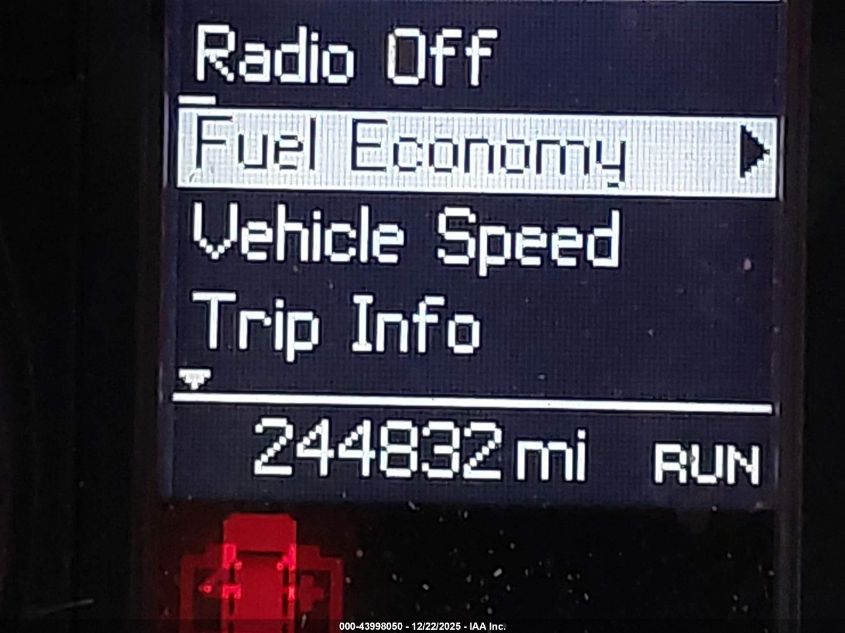 Radio Off
Fuel Economy
Vehicle Speed
Trip Info
244832 mi RUN
000-43998050 - 12/22/2025 - IAA Inc.